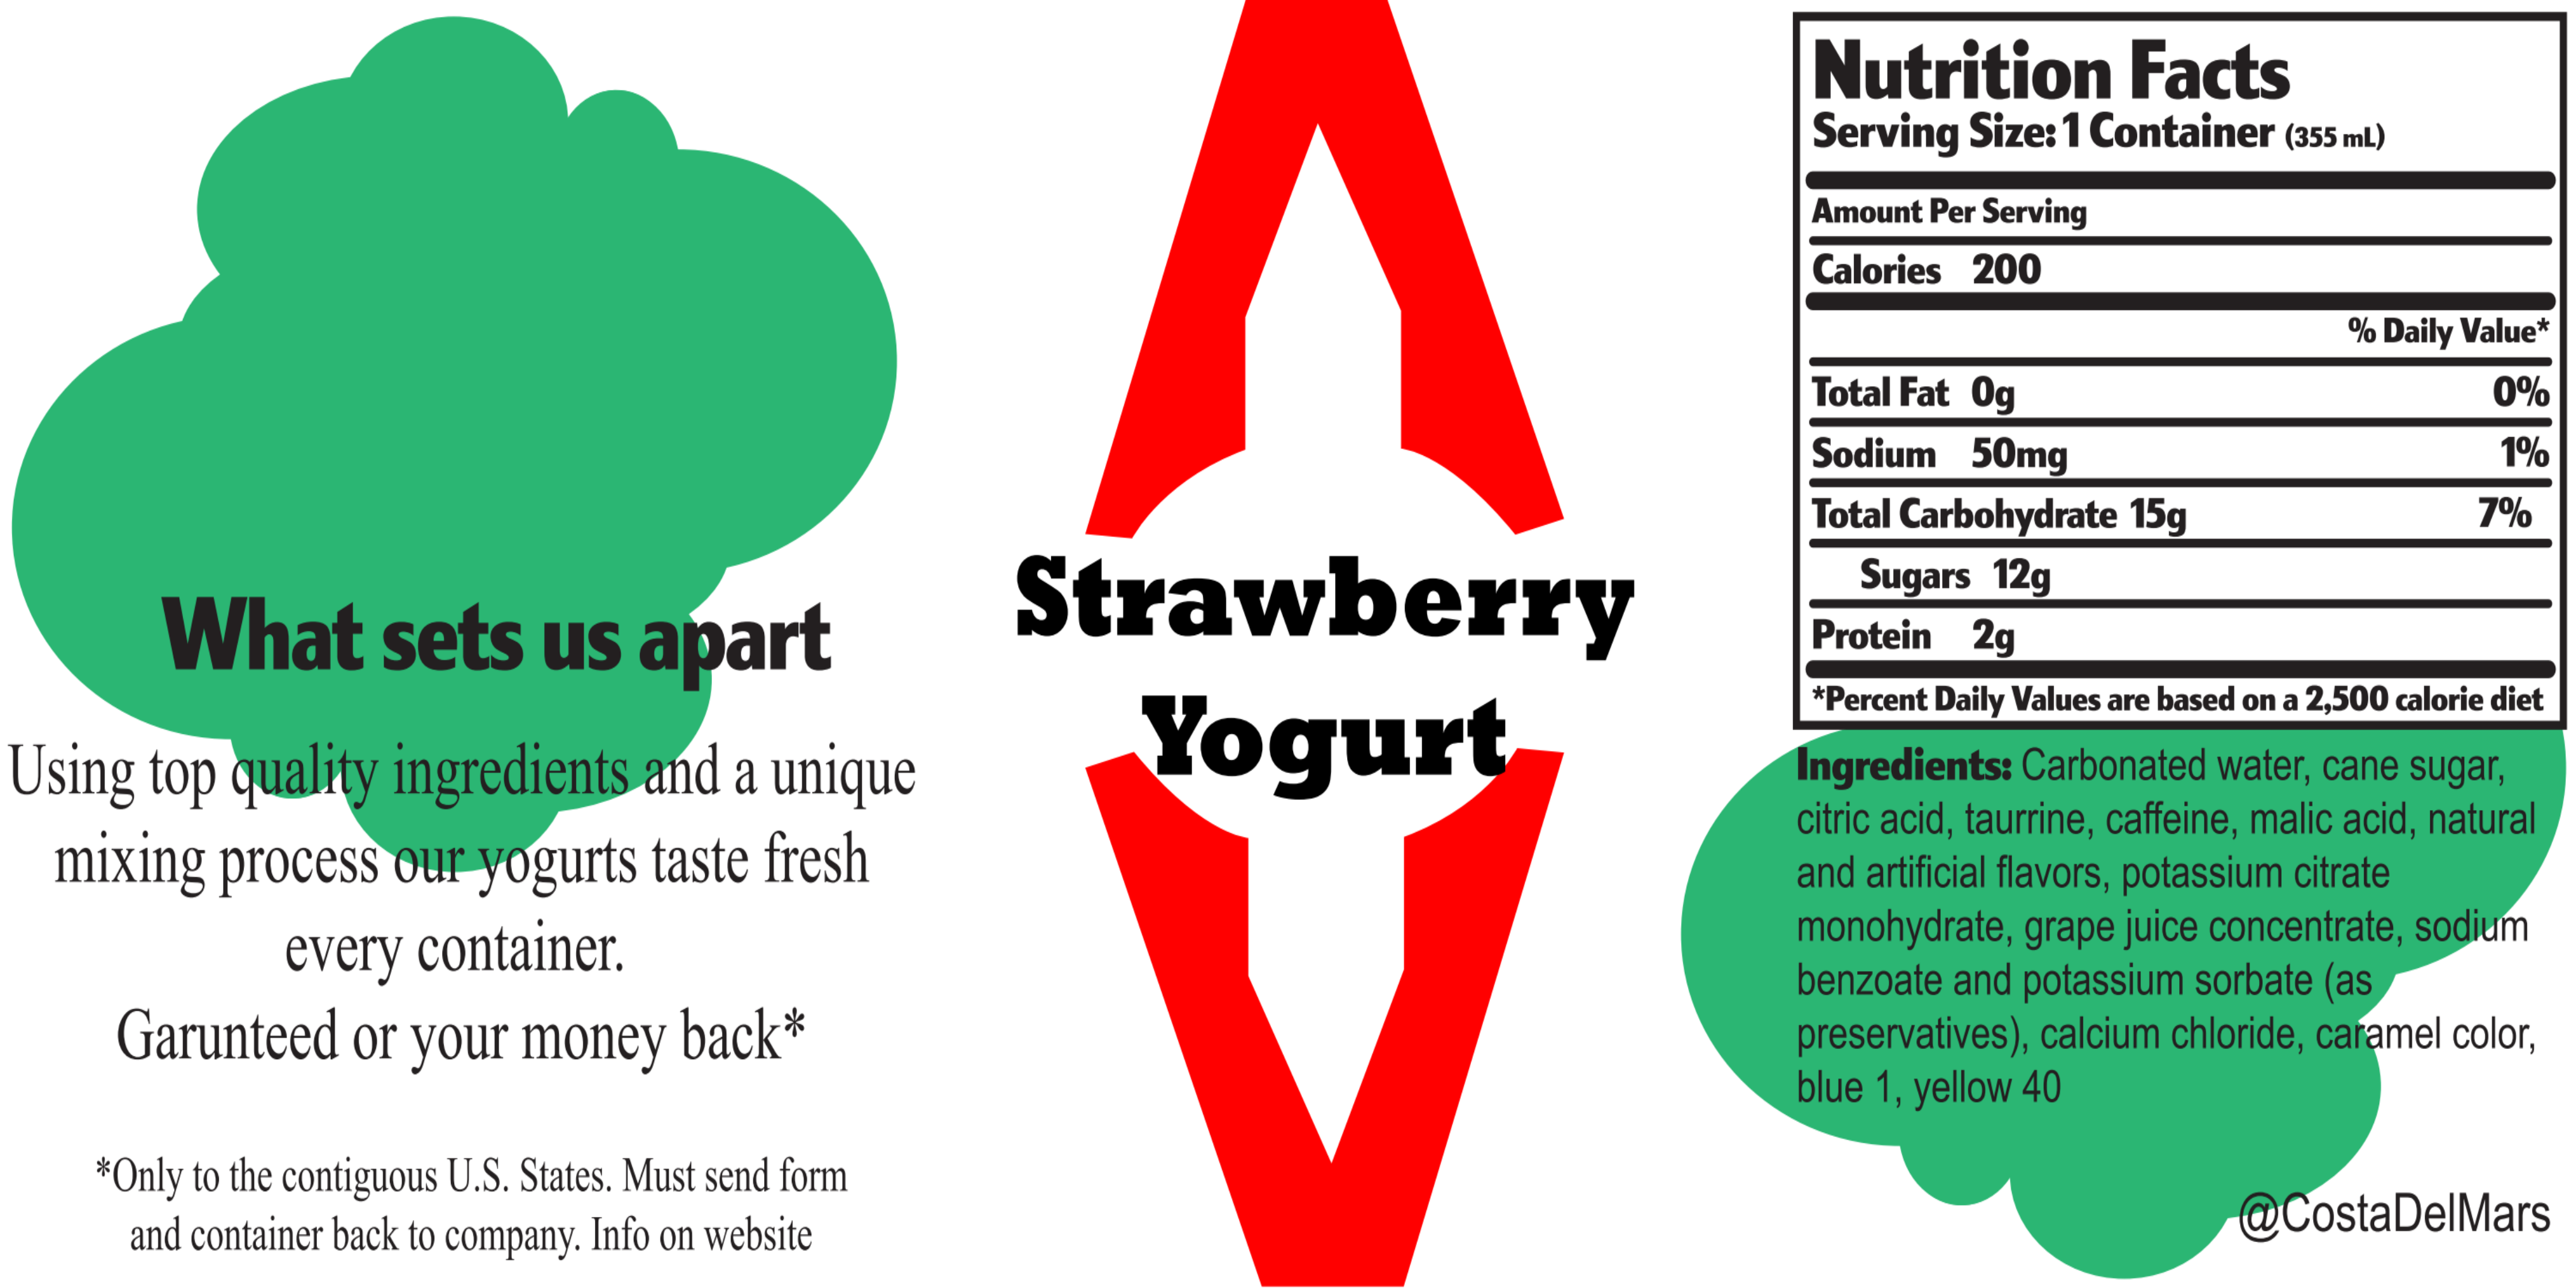 What sets us apart
Using top quality ingredients and a unique
mixing process our yogurts taste fresh
every container.
Garunteed or your money back*
*Only to the contiguous U.S. States. Must send form
and container back to company. Info on website
Strawberry
Yogurt
Nutrition Facts
Serving Size: 1 Container (355 mL)
Amount Per Serving
Calories 200
% Daily Value*
Total Fat 0g 0%
Sodium 50mg 1%
Total Carbohydrate 15g 7%
Sugars 12g
Protein 2g
*Percent Daily Values are based on a 2,500 calorie diet
Ingredients: Carbonated water, cane sugar,
citric acid, taurrine, caffeine, malic acid, natural
and artificial flavors, potassium citrate
monohydrate, grape juice concentrate, sodium
benzoate and potassium sorbate (as
preservatives), calcium chloride, caramel color,
blue 1, yellow 40
@CostaDelMars